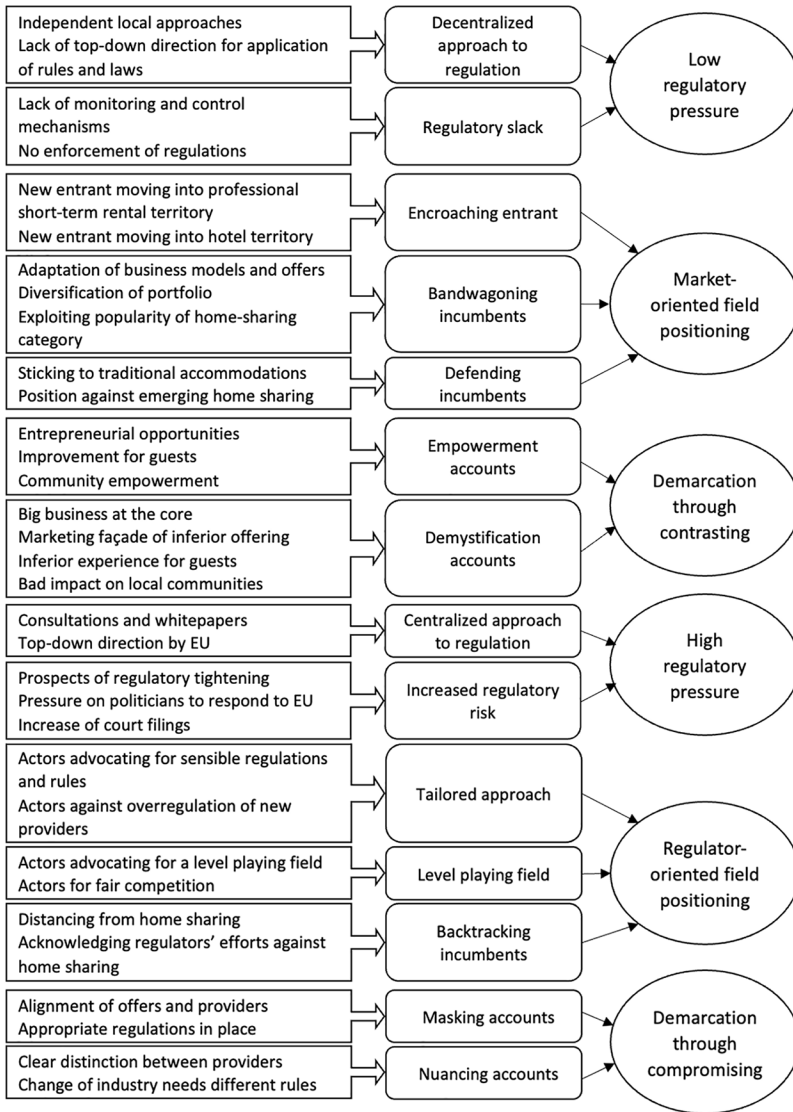 Independent local approaches
Lack of top-down direction for application
of rules and laws
Decentralized
approach to
regulation
Low
regulatory
pressure
Lack of monitoring and control
mechanisms
No enforcement of regulations
Regulatory slack
New entrant moving into professional
short-term rental territory
New entrant moving into hotel territory
Encroaching entrant
Market-
oriented field
positioning
Adaptation of business models and offers
Diversification of portfolio
Exploiting popularity of home-sharing
category
Bandwagoning
incumbents
Sticking to traditional accommodations
Position against emerging home sharing
Defending
incumbents
Entrepreneurial opportunities
Improvement for guests
Community empowerment
Empowerment
accounts
Demarcation
through
contrasting
Big business at the core
Marketing façade of inferior offering
Inferior experience for guests
Bad impact on local communities
Demystification
accounts
Consultations and whitepapers
Top-down direction by EU
Centralized approach
to regulation
High
regulatory
pressure
Prospects of regulatory tightening
Pressure on politicians to respond to EU
Increase of court filings
Increased regulatory
risk
Actors advocating for sensible regulations
and rules
Actors against overregulation of new
providers
Tailored approach
Regulator-
oriented field
positioning
Actors advocating for a level playing field
Actors for fair competition
Level playing field
Distancing from home sharing
Acknowledging regulators’ efforts against
home sharing
Backtracking
incumbents
Alignment of offers and providers
Appropriate regulations in place
Masking accounts
Demarcation
through
compromising
Clear distinction between providers
Change of industry needs different rules
Nuancing accounts